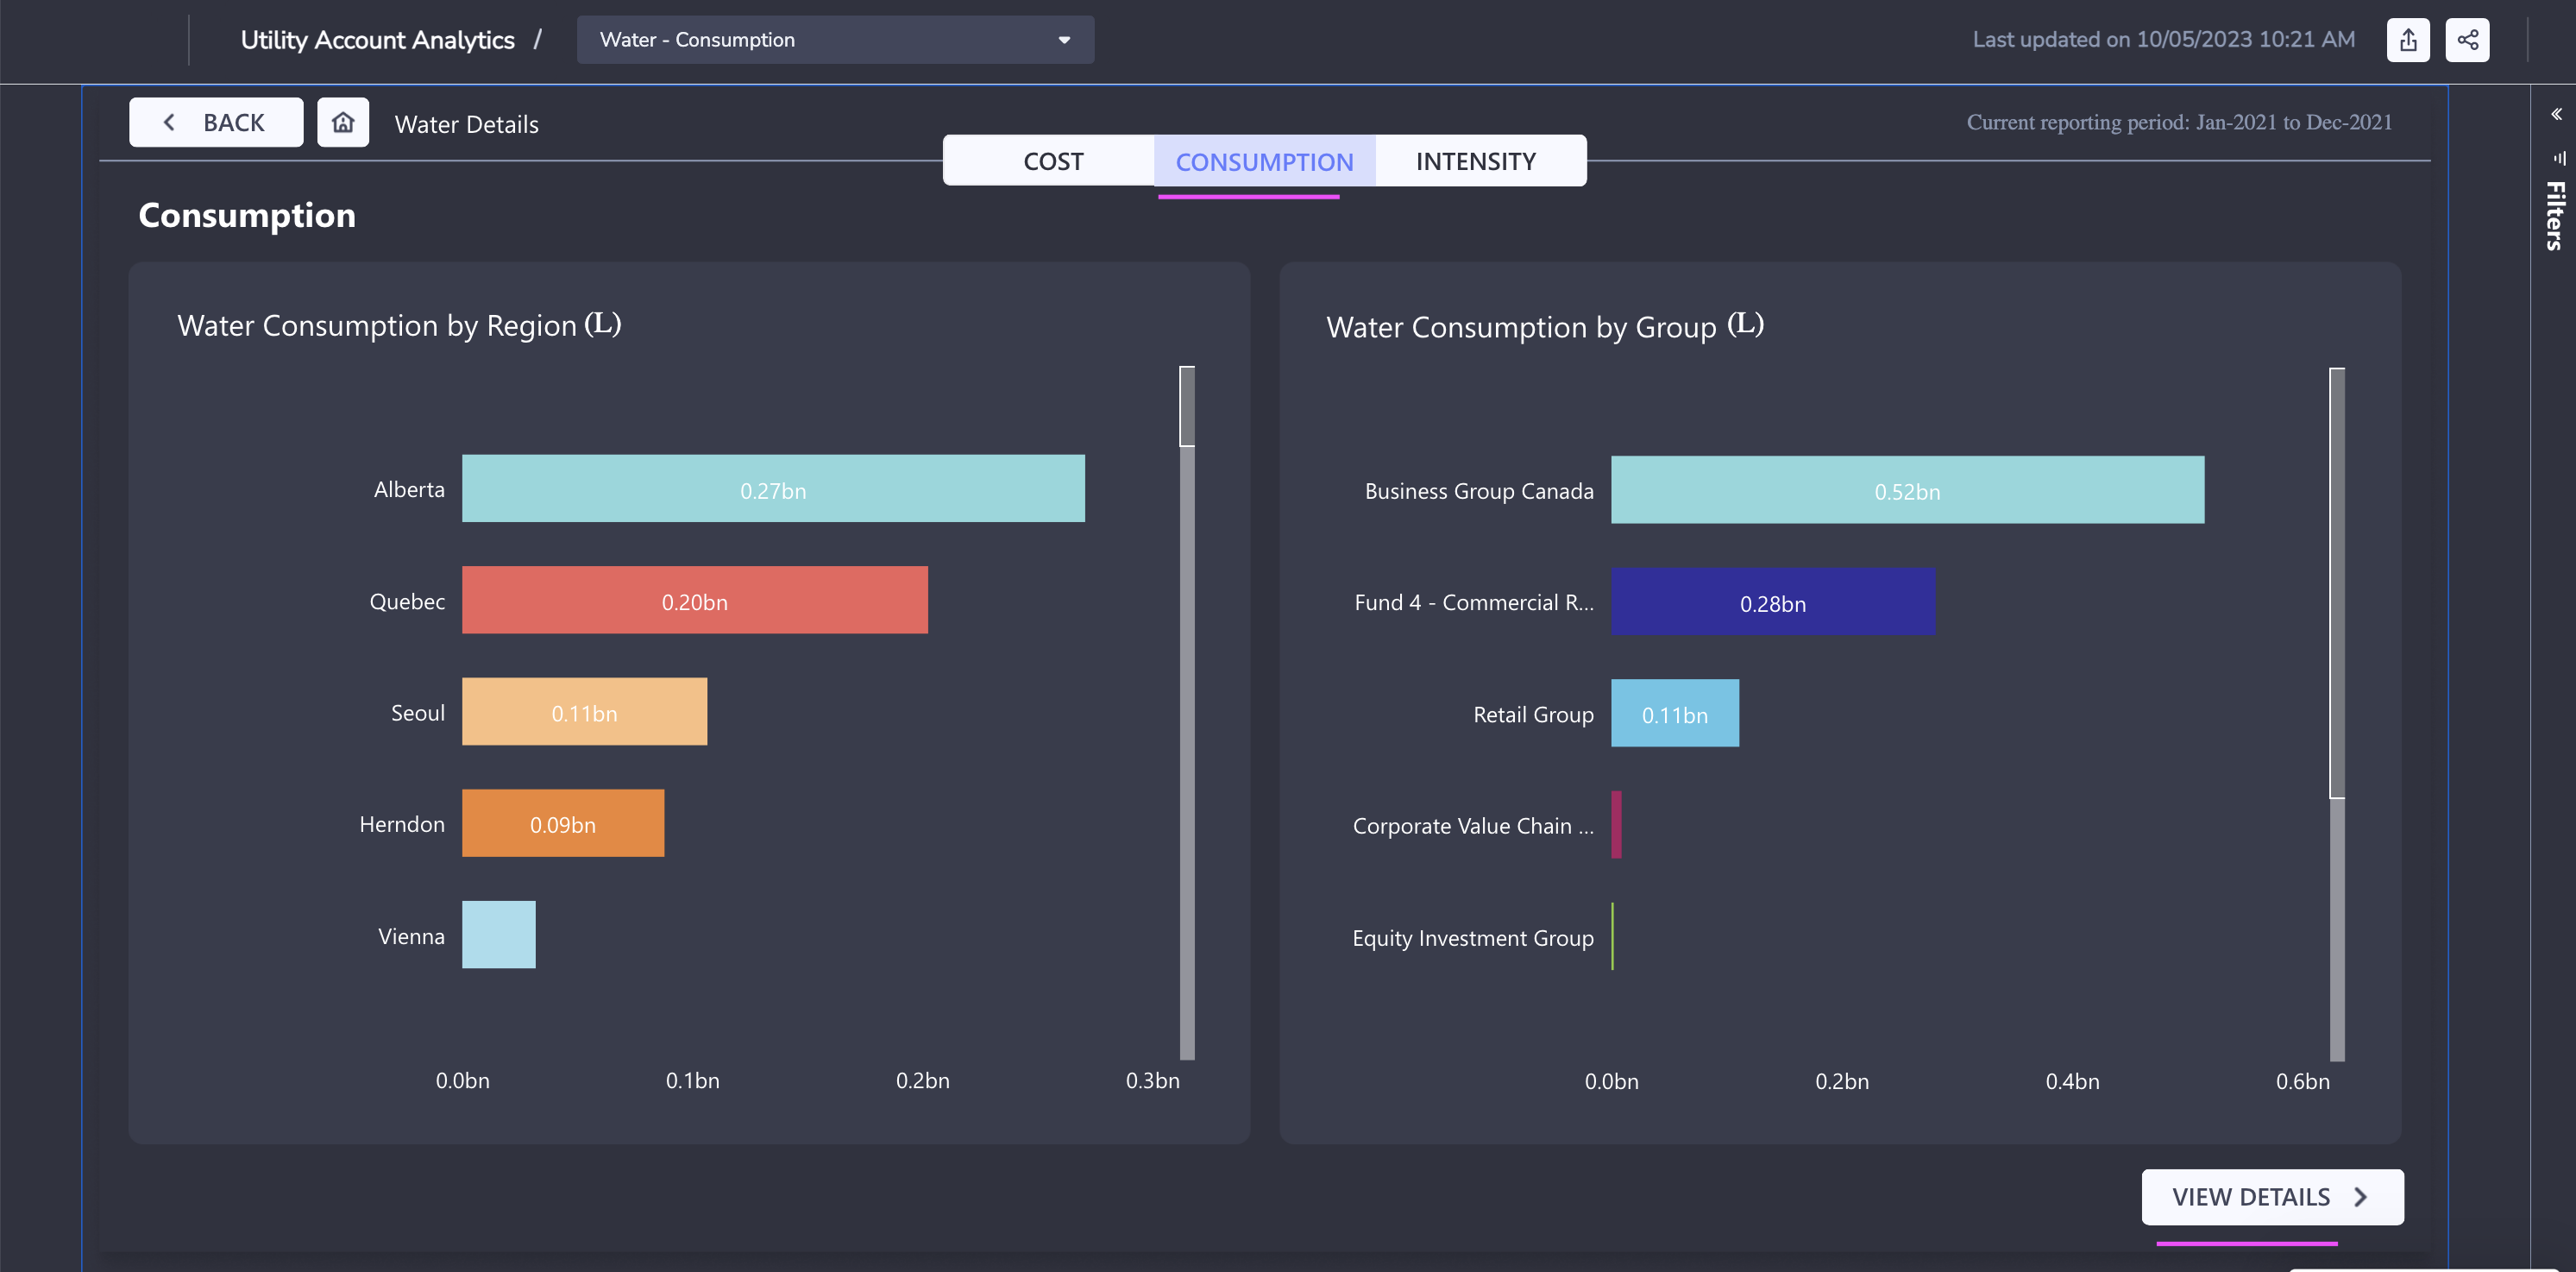 Utility Account Analytics /
Water - Consumption
Last updated on 10/05/2023 10:21 AM
BACK
Water Details
Current reporting period: Jan-2021 to Dec-2021
COST
CONSUMPTION
INTENSITY
Filters
Consumption
Water Consumption by Region (L)
Alberta
0.27bn
Quebec
0.20bn
Seoul
0.11bn
Herndon
0.09bn
Vienna
0.0bn
0.1bn
0.2bn
0.3bn
Water Consumption by Group (L)
Business Group Canada
0.52bn
Fund 4 - Commercial R...
0.28bn
Retail Group
0.11bn
Corporate Value Chain ...
Equity Investment Group
0.0bn
0.2bn
0.4bn
0.6bn
VIEW DETAILS